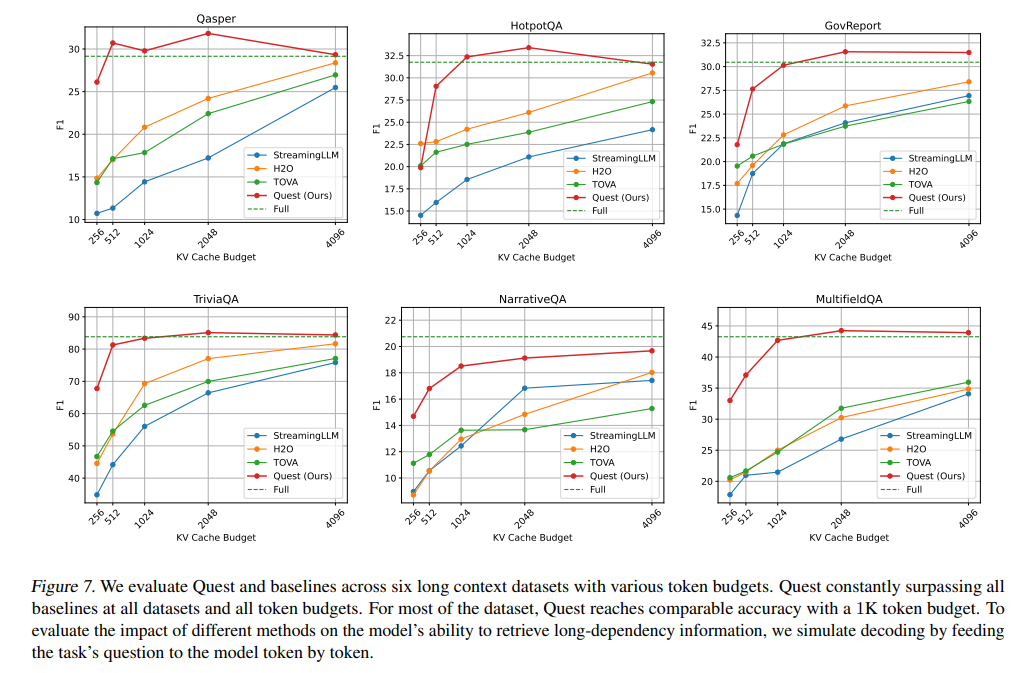 Qasper
30
25
20
15
10
F1
StreamingLLM
H2O
TOVA
Quest (Ours)
Full
256
512
1024
2048
4096
KV Cache Budget
HotpotQA
32.5
30.0
27.5
25.0
22.5
20.0
17.5
15.0
F1
StreamingLLM
H2O
TOVA
Quest (Ours)
Full
256
512
1024
2048
4096
KV Cache Budget
GovReport
32.5
30.0
27.5
25.0
22.5
20.0
17.5
15.0
F1
StreamingLLM
H2O
TOVA
Quest (Ours)
Full
256
512
1024
2048
4096
KV Cache Budget
TriviaQA
90
80
70
60
50
40
F1
StreamingLLM
H2O
TOVA
Quest (Ours)
Full
256
512
1024
2048
4096
KV Cache Budget
NarrativeQA
22
20
18
16
14
12
10
F1
StreamingLLM
H2O
TOVA
Quest (Ours)
Full
256
512
1024
2048
4096
KV Cache Budget
MultifieldQA
45
40
35
30
25
20
F1
StreamingLLM
H2O
TOVA
Quest (Ours)
Full
256
512
1024
2048
4096
KV Cache Budget
Figure 7. We evaluate Quest and baselines across six long context datasets with various token budgets. Quest constantly surpassing all
baselines at all datasets and all token budgets. For most of the dataset, Quest reaches comparable accuracy with a 1K token budget. To
evaluate the impact of different methods on the model's ability to retrieve long-dependency information, we simulate decoding by feeding
the task's question to the model token by token.